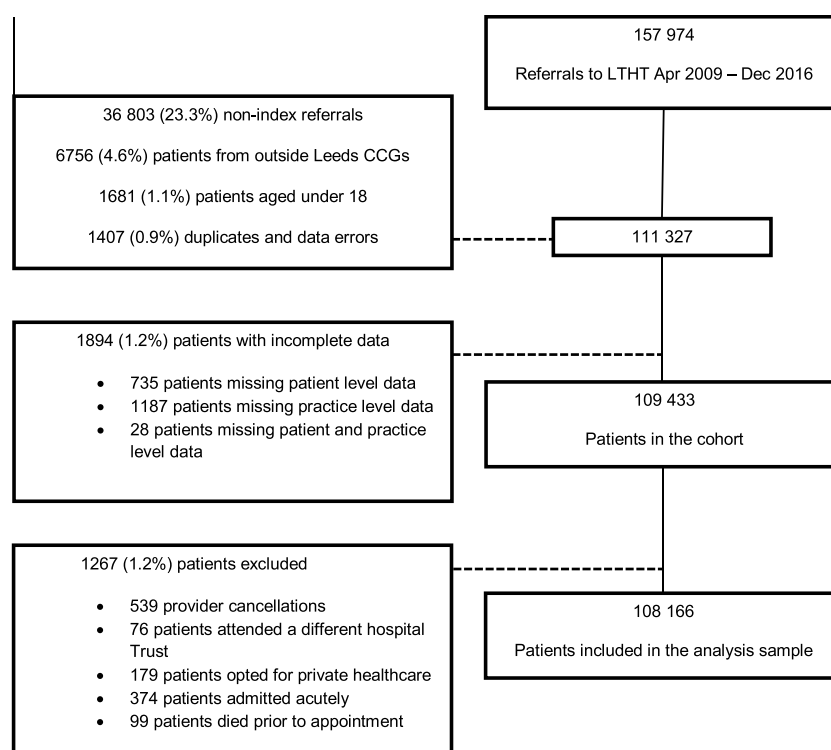 157 974
Referrals to LTHT Apr 2009 – Dec 2016
36 803 (23.3%) non-index referrals
6756 (4.6%) patients from outside Leeds CCGs
1681 (1.1%) patients aged under 18
1407 (0.9%) duplicates and data errors
111 327
1894 (1.2%) patients with incomplete data
• 735 patients missing patient level data
• 1187 patients missing practice level data
• 28 patients missing patient and practice
level data
109 433
Patients in the cohort
1267 (1.2%) patients excluded
• 539 provider cancellations
• 76 patients attended a different hospital
Trust
• 179 patients opted for private healthcare
• 374 patients admitted acutely
• 99 patients died prior to appointment
108 166
Patients included in the analysis sample